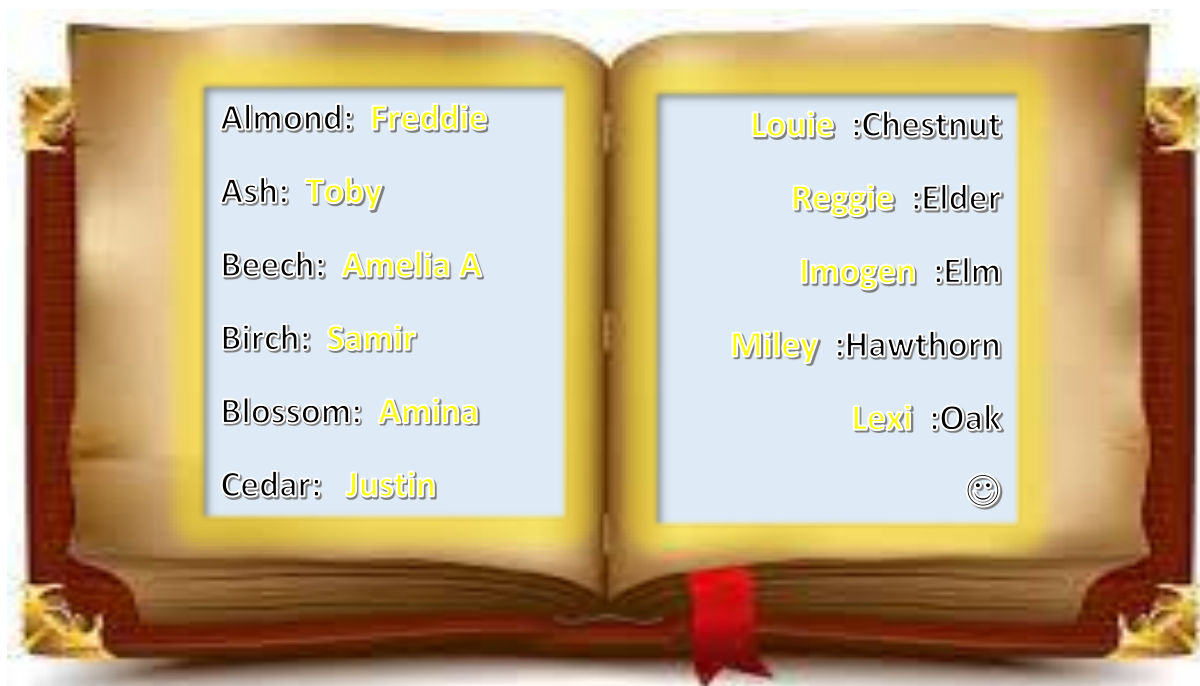 Almond: Freddie
Ash: Toby
Beech: Amelia A
Birch: Samir
Blossom: Amina
Cedar: Justin
Louie :Chestnut
Reggie :Elder
Imogen :Elm
Miley :Hawthorn
Lexi :Oak
☺